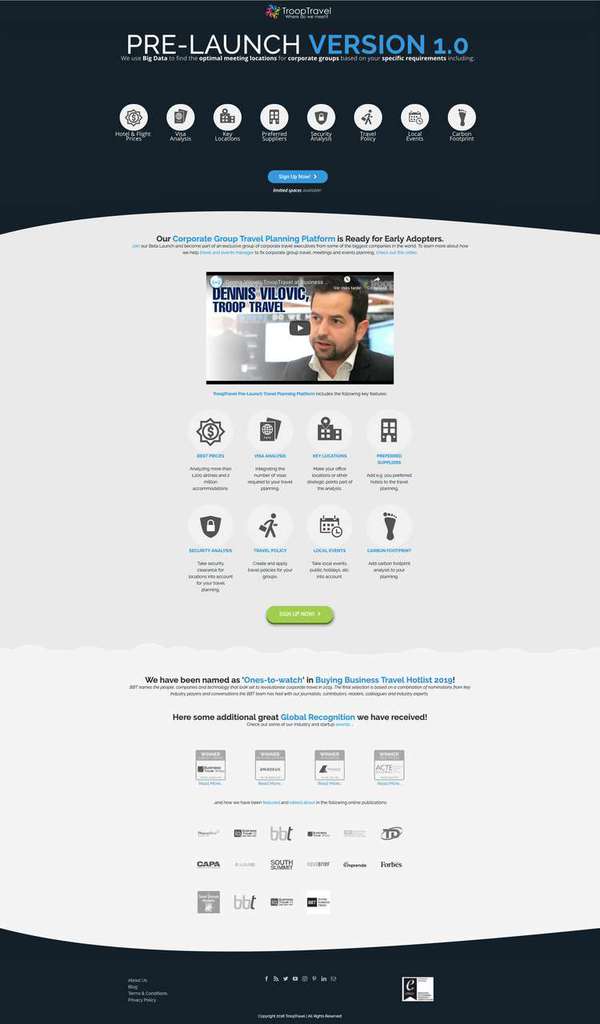 TroopTravel
Where do we meet?
PRE-LAUNCH VERSION 1.0
We use Big Data to find the optimal meeting locations for corporate groups based on your specific requirements including:
Hotel & Flight Prices
Visa Analysis
Key Locations
Preferred Suppliers
Security Analysis
Travel Policy
Local Events
Carbon Footprint
Sign Up Now!
limited spaces available!
Our Corporate Group Travel Planning Platform is Ready for Early Adopters.
Join our Beta Launch and become part of an exclusive group of corporate travel executives from some of the biggest companies in the world. To learn more about how
we help travel and events manager to fix corporate group travel, meetings and events planning. Check out this video.
Dennis Vilovic, TroopTravel at Business ...
DENNIS VILOVIC,
TROOP TRAVEL
TroopTravel Pre-Launch Travel Planning Platform includes the following key features:
BEST PRICES
Analyzing more than
1,200 airlines and 2
million
accommodations
VISA ANALYSIS
Integrating the
number of visas
required to your travel
planning.
KEY LOCATIONS
Make your office
locations or other
strategic points part of
the analysis.
PREFERRED
SUPPLIERS
Add e.g. you preferred
hotels to the travel
planning.
SECURITY ANALYSIS
Take security
clearance for
locations into account
for your travel
planning.
TRAVEL POLICY
Create and apply
travel policies for your
groups.
LOCAL EVENTS
Take local events,
public holidays, etc.
into account
CARBON FOOTPRINT
Add carbon footprint
analyst to your
planning
SIGN UP NOW!
We have been named as 'Ones-to-watch' in Buying Business Travel Hotlist 2019!
BBT names the people, companies and technology that look set to revolutionise corporate travel in 2019. The final selection is based on a combination of nominations from key
industry players and conversations the BBT team has held with our journalists, contributors, readers, colleagues and industry experts
Here some additional great Global Recognition we have received!
Check out some of our industry and startup awards ...
WINNER
WINNER
WINNER
WINNER
AMADEUS
ACTE
Read More...
Read More...
Read More...
Read More...
...and how we have been featured and talked about in the following online publications:
bbt
TD
CAPA
SOUTH
SUMMIT
emprende
Forbes
bbt
BBT
About Us
Blog
Terms & Conditions
Privacy Policy
Copyright 2018 TroopTravel | All Rights Reserved